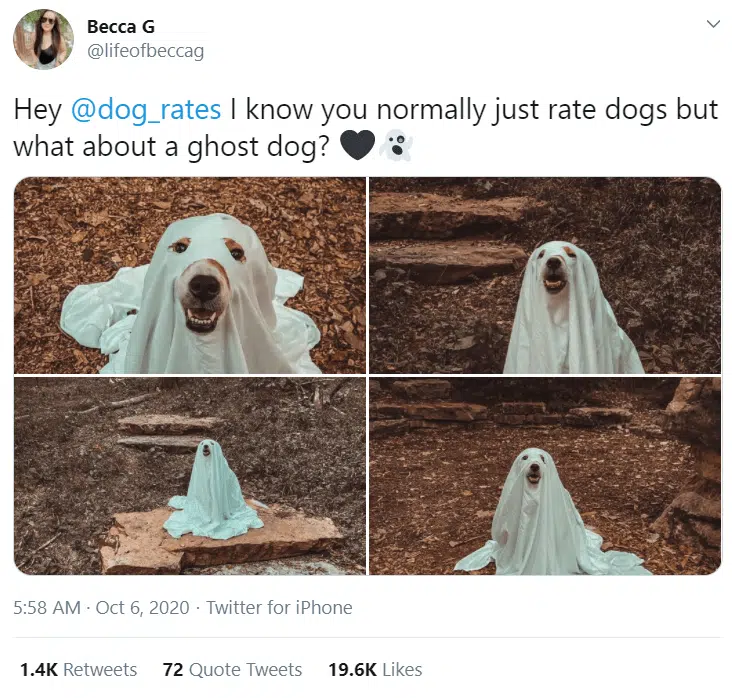 Becca G
@lifeofbeccag
Hey @dog_rates I know you normally just rate dogs but
what about a ghost dog? 🖤👻
5:58 AM · Oct 6, 2020 · Twitter for iPhone
1.4K Retweets 72 Quote Tweets 19.6K Likes